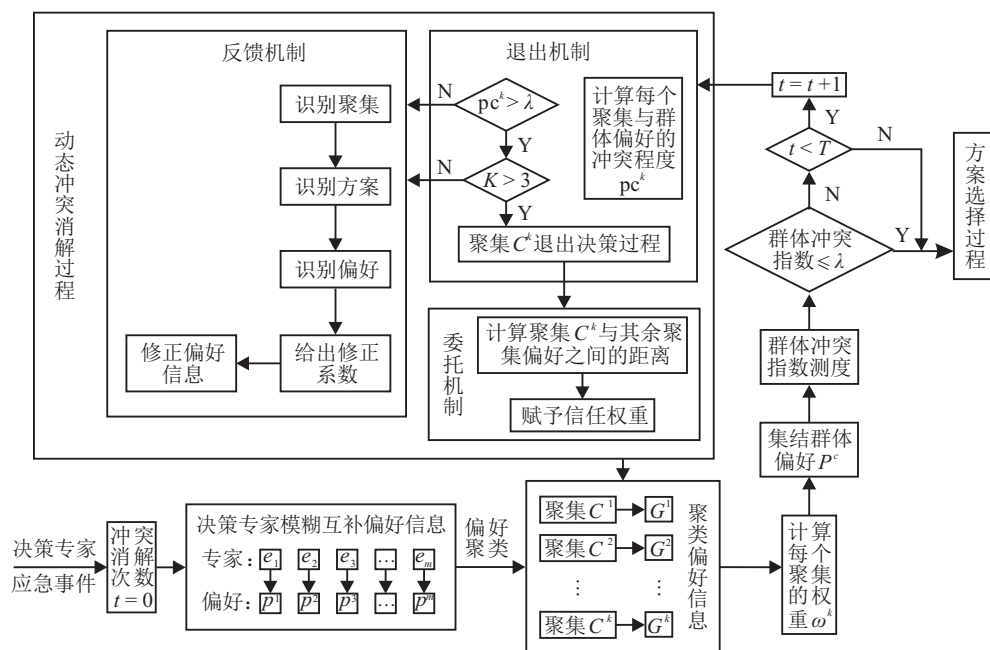 动态冲突消解过程
反馈机制
识别聚集
识别方案
识别偏好
给出修正
系数
修正偏好
信息
退出机制
pc^k > λ
N
Y
K > 3
N
Y
聚集 C^k 退出决策过程
计算每个
聚集与群
体偏好的
冲突程度
pc^k
委托机制
计算聚集 C^k 与其余聚
集偏好之间的距离
赋予信任权重
t = t+1
Y
t < T
N
N
群体冲突
指数 ⩽ λ
Y
方案选择过程
群体冲突
指数测度
集结群体
偏好 P^c
计算
每个
聚集
的权
重 ω^k
决策专家
应急事件
冲突
消解
次数
t = 0
决策专家模糊互补偏好信息
专家: e_1 e_2 e_3 … e_m
偏好: p^1 p^2 p^3 … p^m
偏好
聚类
聚集 C^1 G^1
聚集 C^2 G^2
⋮ ⋮
聚集 C^k G^k
聚类偏好信息